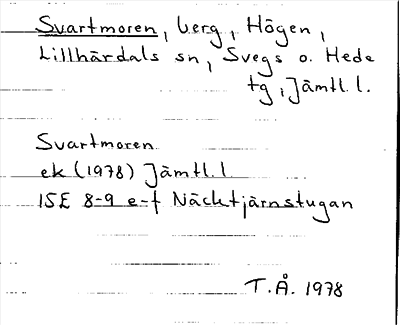 Svartmoren, berg, Högen,
Lillhärdals sn, Svegs o. Hede
tg, Jämtl. l.
Svartmoren
ek (1978) Jämtl. l
15E 8-9 e-f Näcktjärnstugan
T.Å. 1978